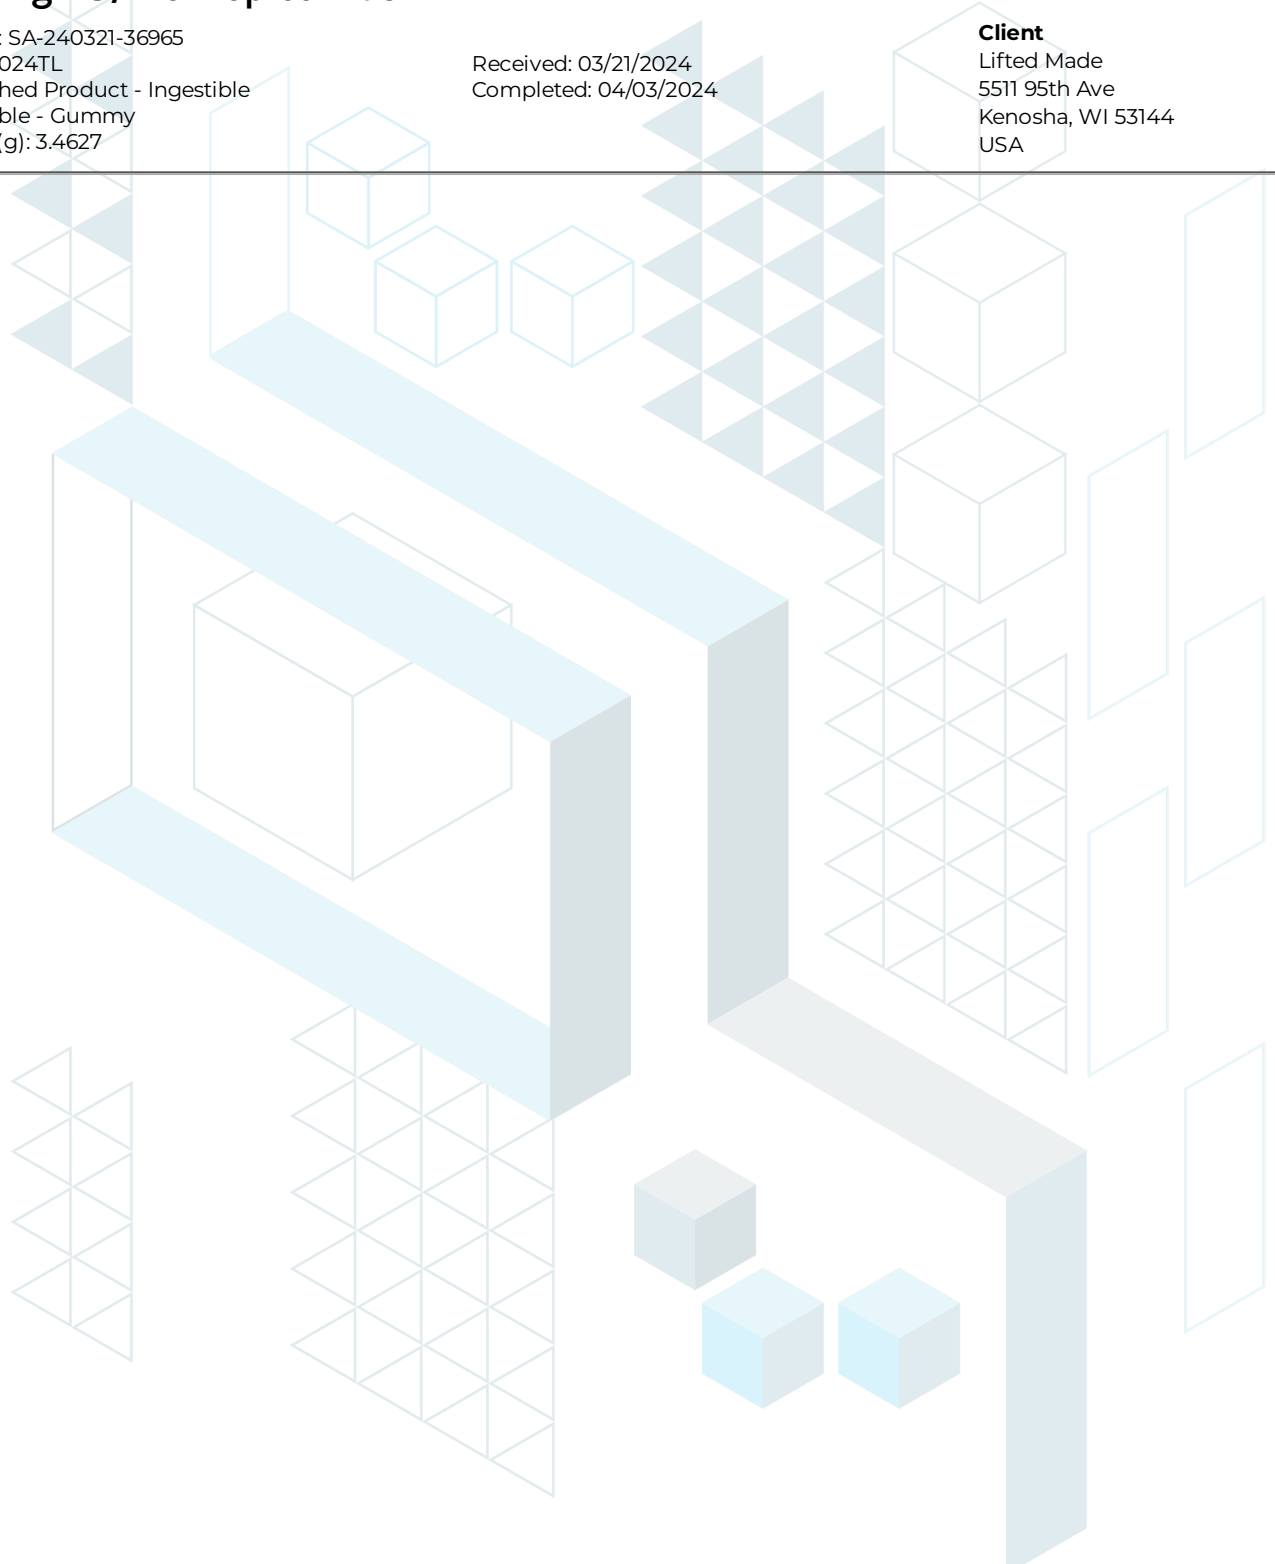 : SA-240321-36965
024TL
hed Product - Ingestible
ble - Gummy
(g): 3.4627
Received: 03/21/2024
Completed: 04/03/2024
Client
Lifted Made
5511 95th Ave
Kenosha, WI 53144
USA